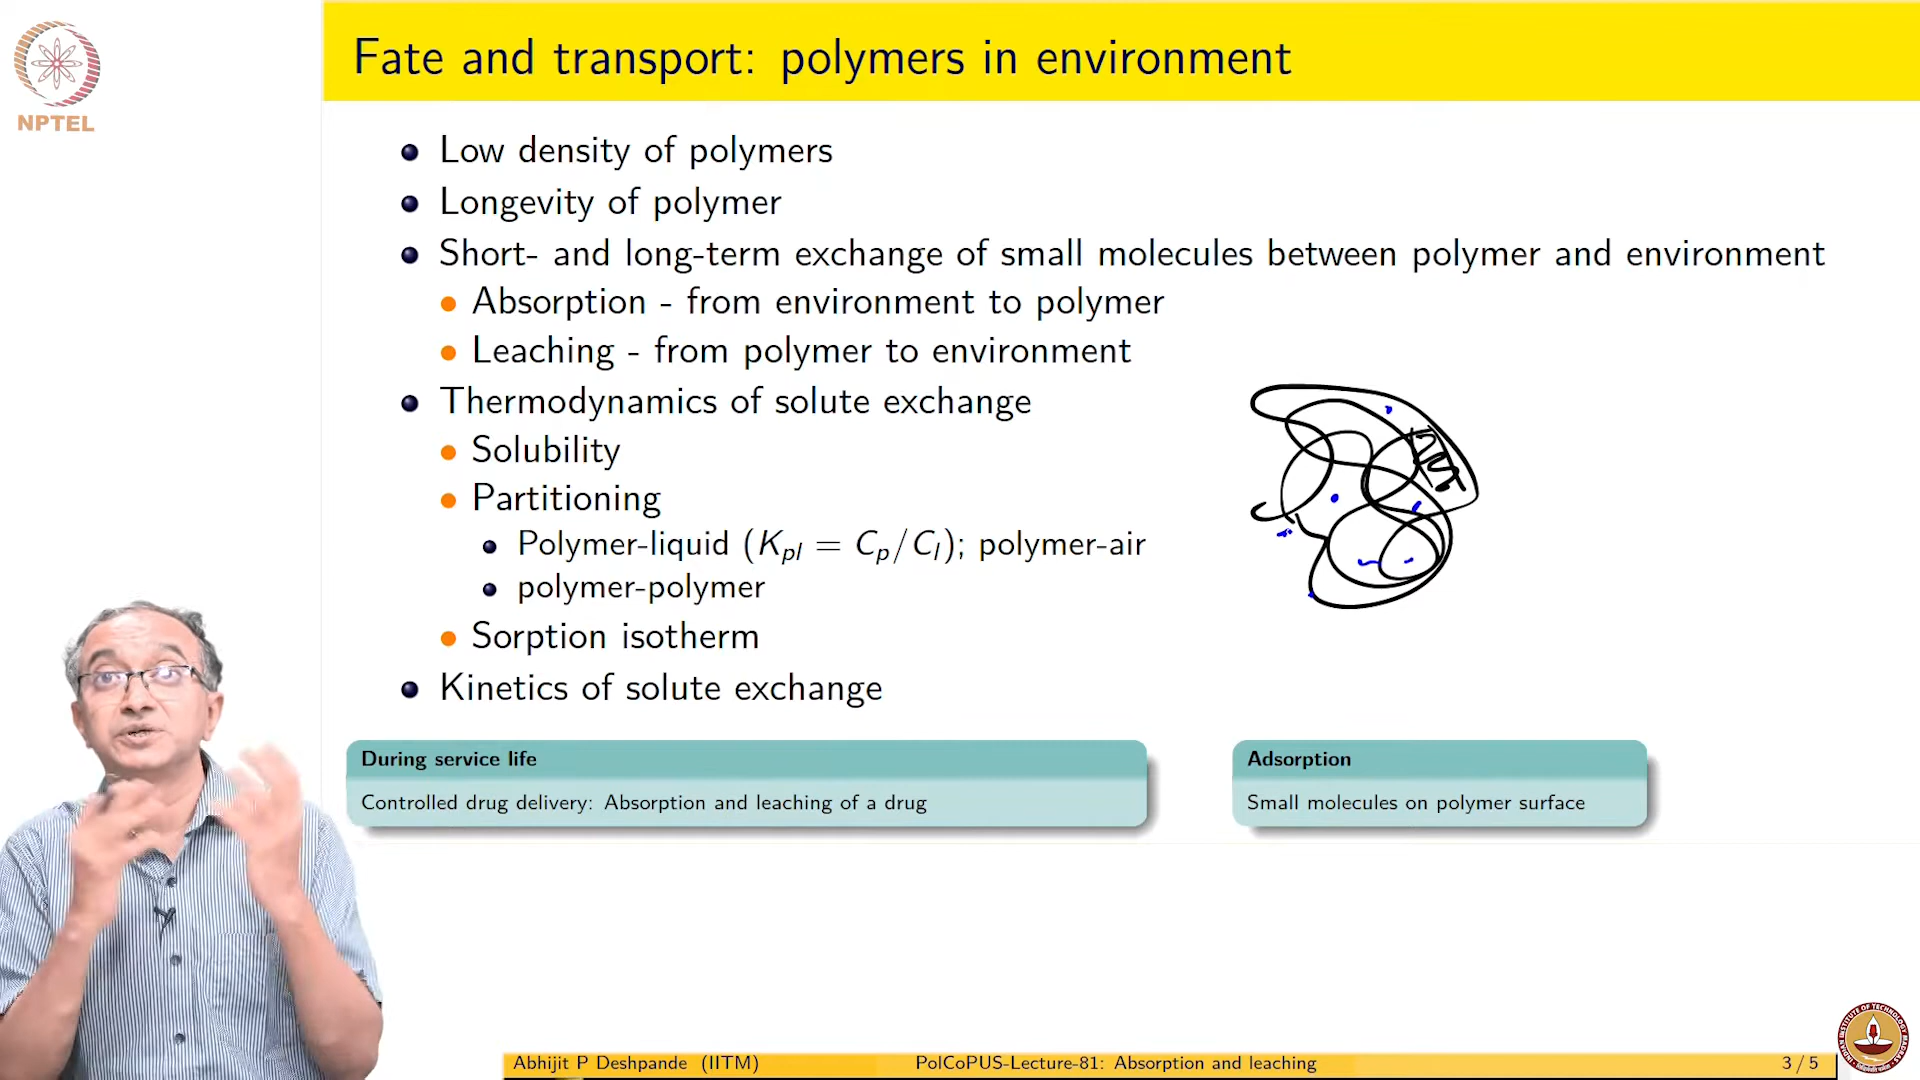 NPTEL
Fate and transport: polymers in environment
Low density of polymers
Longevity of polymer
Short- and long-term exchange of small molecules between polymer and environment
Absorption - from environment to polymer
Leaching - from polymer to environment
Thermodynamics of solute exchange
Solubility
Partitioning
Polymer-liquid (Kpl = Cp/Cl); polymer-air
polymer-polymer
Sorption isotherm
Kinetics of solute exchange
During service life
Controlled drug delivery: Absorption and leaching of a drug
Adsorption
Small molecules on polymer surface
Abhijit P Deshpande (IITM) PolCoPUS-Lecture-81: Absorption and leaching 3 / 5